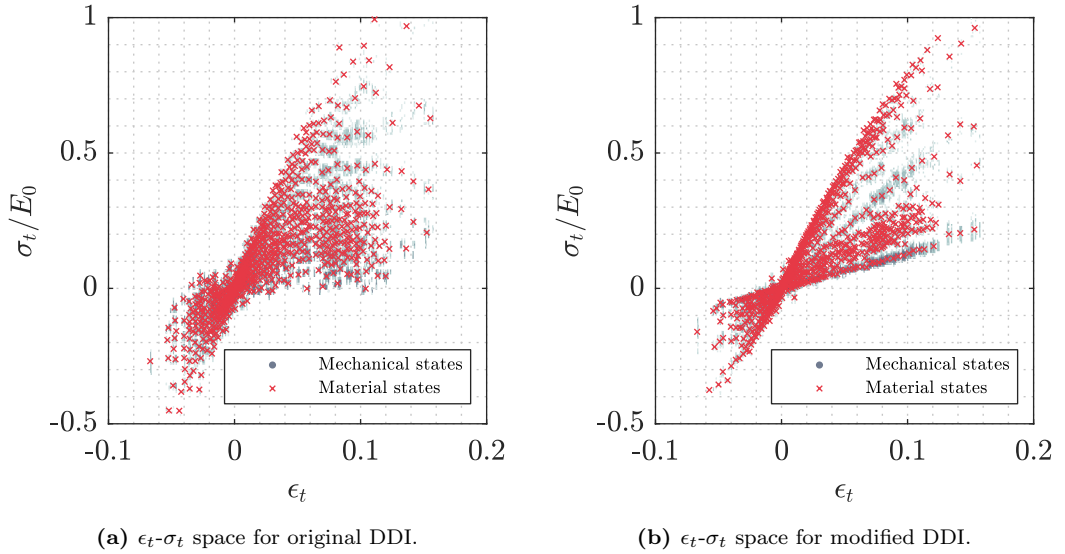 1
0.5
0
-0.5
-0.1
0
0.1
0.2
σₜ/E₀
ϵₜ
Mechanical states
Material states
(a) ϵₜ-σₜ space for original DDI.
1
0.5
0
-0.5
-0.1
0
0.1
0.2
σₜ/E₀
ϵₜ
Mechanical states
Material states
(b) ϵₜ-σₜ space for modified DDI.